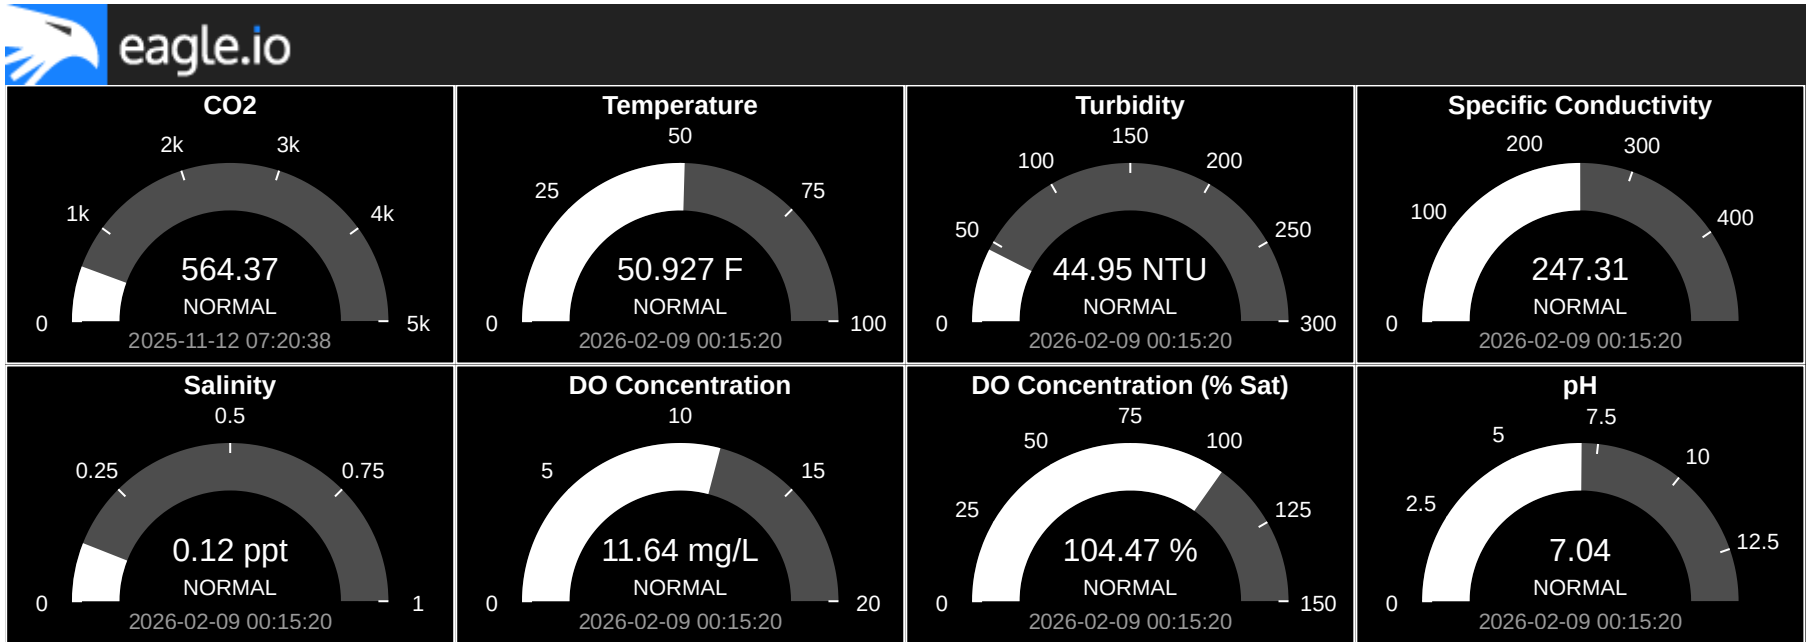 eagle.io
CO2
2k
3k
1k
4k
564.37
NORMAL
0
5k
2025-11-12 07:20:38
Temperature
50
25
75
50.927 F
NORMAL
0
100
2026-02-09 00:15:20
Turbidity
150
100
200
50
250
44.95 NTU
NORMAL
0
300
2026-02-09 00:15:20
Specific Conductivity
200
300
100
400
247.31
NORMAL
0
2026-02-09 00:15:20
Salinity
0.5
0.25
0.75
0.12 ppt
NORMAL
0
1
2026-02-09 00:15:20
DO Concentration
10
5
15
11.64 mg/L
NORMAL
0
20
2026-02-09 00:15:20
DO Concentration (% Sat)
75
50
100
25
125
104.47 %
NORMAL
0
150
2026-02-09 00:15:20
pH
7.5
5
10
2.5
12.5
7.04
NORMAL
0
2026-02-09 00:15:20